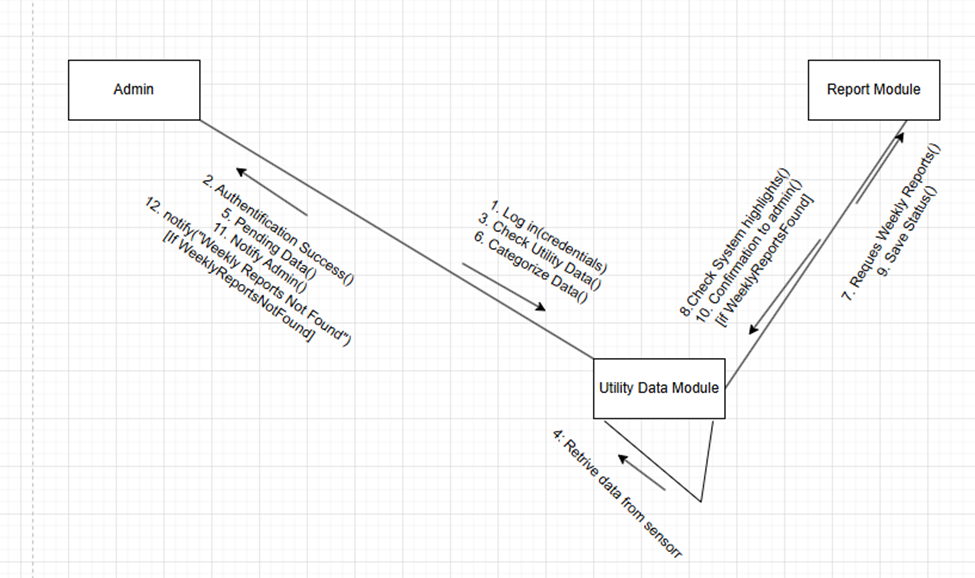 Admin
Report Module
2. Authentification Success()
5. Pending Data()
11. Notify Admin()
12. notify("Weekly Reports Not Found")
[If WeeklyReportsNotFound]
1. Log in(credentials)
3. Check Utility Data()
6. Categorize Data()
8.Check System highlights()
10. Confirmation to admin()
[if WeeklyReportsFound]
7. Reques Weekly Reports()
9. Save Status()
Utility Data Module
4: Retrive data from sensorr